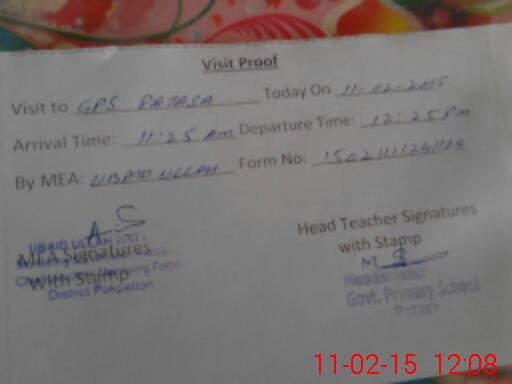 Visit Proof
Visit to GPS PATASA Today On 11-02-2015
Arrival Time: 11:25 Am Departure Time: 12:25 Pm
By MEA: UBAID ULLAH Form No:
A S
UBAID ULLAH
MEA Signatures
With Stamp
District Pakpattan
Head Teacher Signatures
with Stamp
Govt. Primary School
11-02-15 12:08